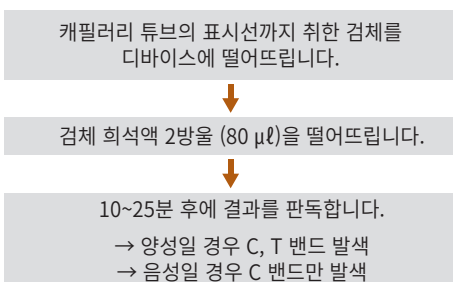 캐필러리 튜브의 표시선까지 취한 검체를
디바이스에 떨어뜨립니다.
검체 희석액 2방울 (80 μℓ)을 떨어뜨립니다.
10~25분 후에 결과를 판독합니다.
→ 양성일 경우 C, T 밴드 발색
→ 음성일 경우 C 밴드만 발색